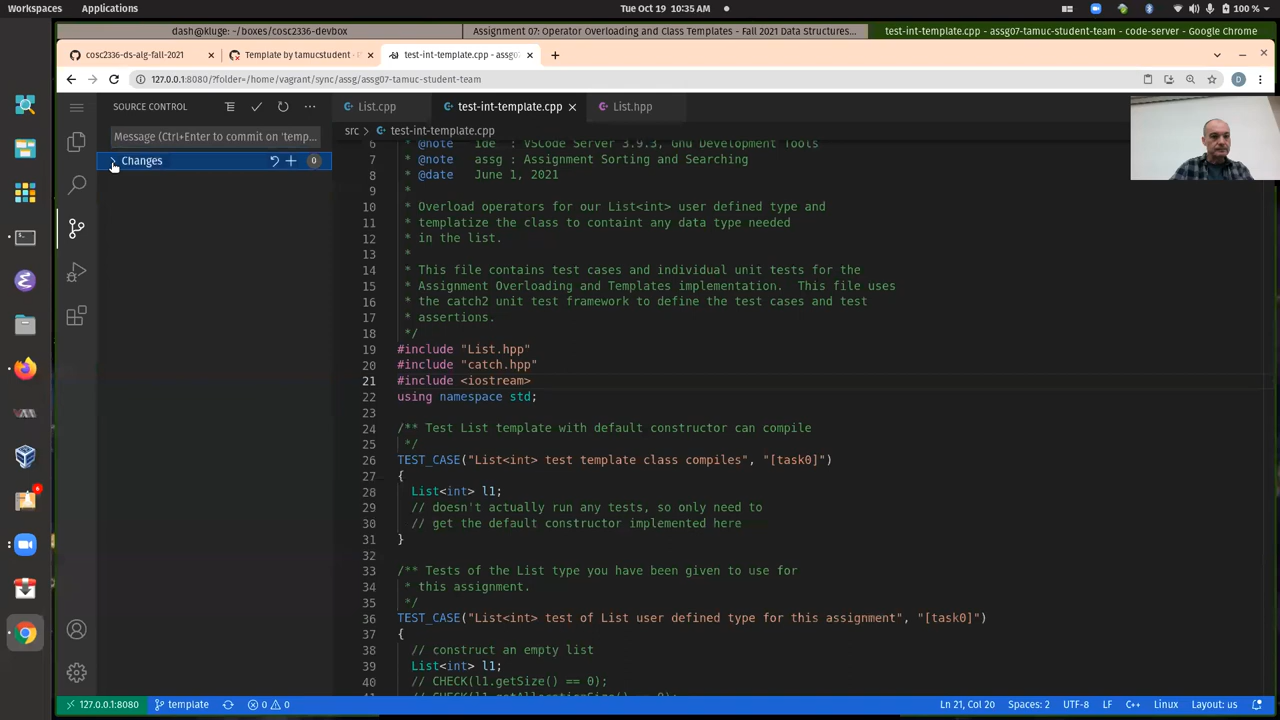 Workspaces Applications Tue Oct 19 10:35 AM 100 %
dash@kluge: ~/boxes/cosc2336-devbox Assignment 07: Operator Overloading and Class Templates - Fall 2021 Data Structures... test-int-template.cpp - assg07-tamuc-student-team - code-server - Google Chrome
cosc2336-ds-alg-fall-2021 Template by tamucstudent · P test-int-template.cpp - assg
127.0.0.1:8080/?folder=/home/vagrant/sync/assg/assg07-tamuc-student-team D
SOURCE CONTROL List.cpp test-int-template.cpp List.hpp
Message (Ctrl+Enter to commit on 'temp... src > test-int-template.cpp
Changes 0
6 * @note ide : VSCode Server 3.9.3, Gnu Development Tools
7 * @note assg : Assignment Sorting and Searching
8 * @date June 1, 2021
9 *
10 * Overload operators for our List<int> user defined type and
11 * templatize the class to containt any data type needed
12 * in the list.
13 *
14 * This file contains test cases and individual unit tests for the
15 * Assignment Overloading and Templates implementation. This file uses
16 * the catch2 unit test framework to define the test cases and test
17 * assertions.
18 */
19 #include "List.hpp"
20 #include "catch.hpp"
21 #include <iostream>
22 using namespace std;
23
24 /** Test List template with default constructor can compile
25 */
26 TEST_CASE("List<int> test template class compiles", "[task0]")
27 {
28 List<int> l1;
29 // doesn't actually run any tests, so only need to
30 // get the default constructor implemented here
31 }
32
33 /** Tests of the List type you have been given to use for
34 * this assignment.
35 */
36 TEST_CASE("List<int> test of List user defined type for this assignment", "[task0]")
37 {
38 // construct an empty list
39 List<int> l1;
40 // CHECK(l1.getSize() == 0);
41 // CHECK(l1.getAllocationSize() == 0);
127.0.0.1:8080 template 0 0 Ln 21, Col 20 Spaces: 2 UTF-8 LF C++ Linux Layout: us